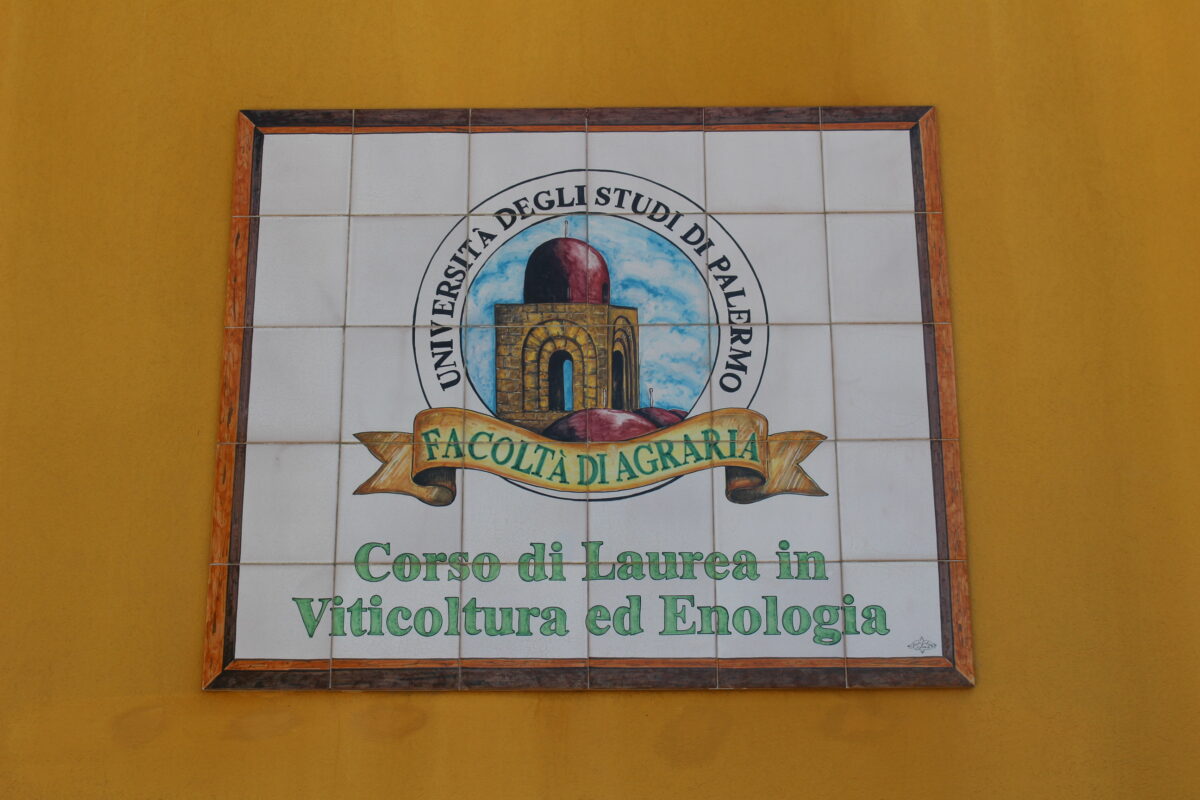 UNIVERSITÀ DEGLI STUDI DI PALERMO
FACOLTÀ DI AGRARIA
Corso di Laurea in
Viticoltura ed Enologia